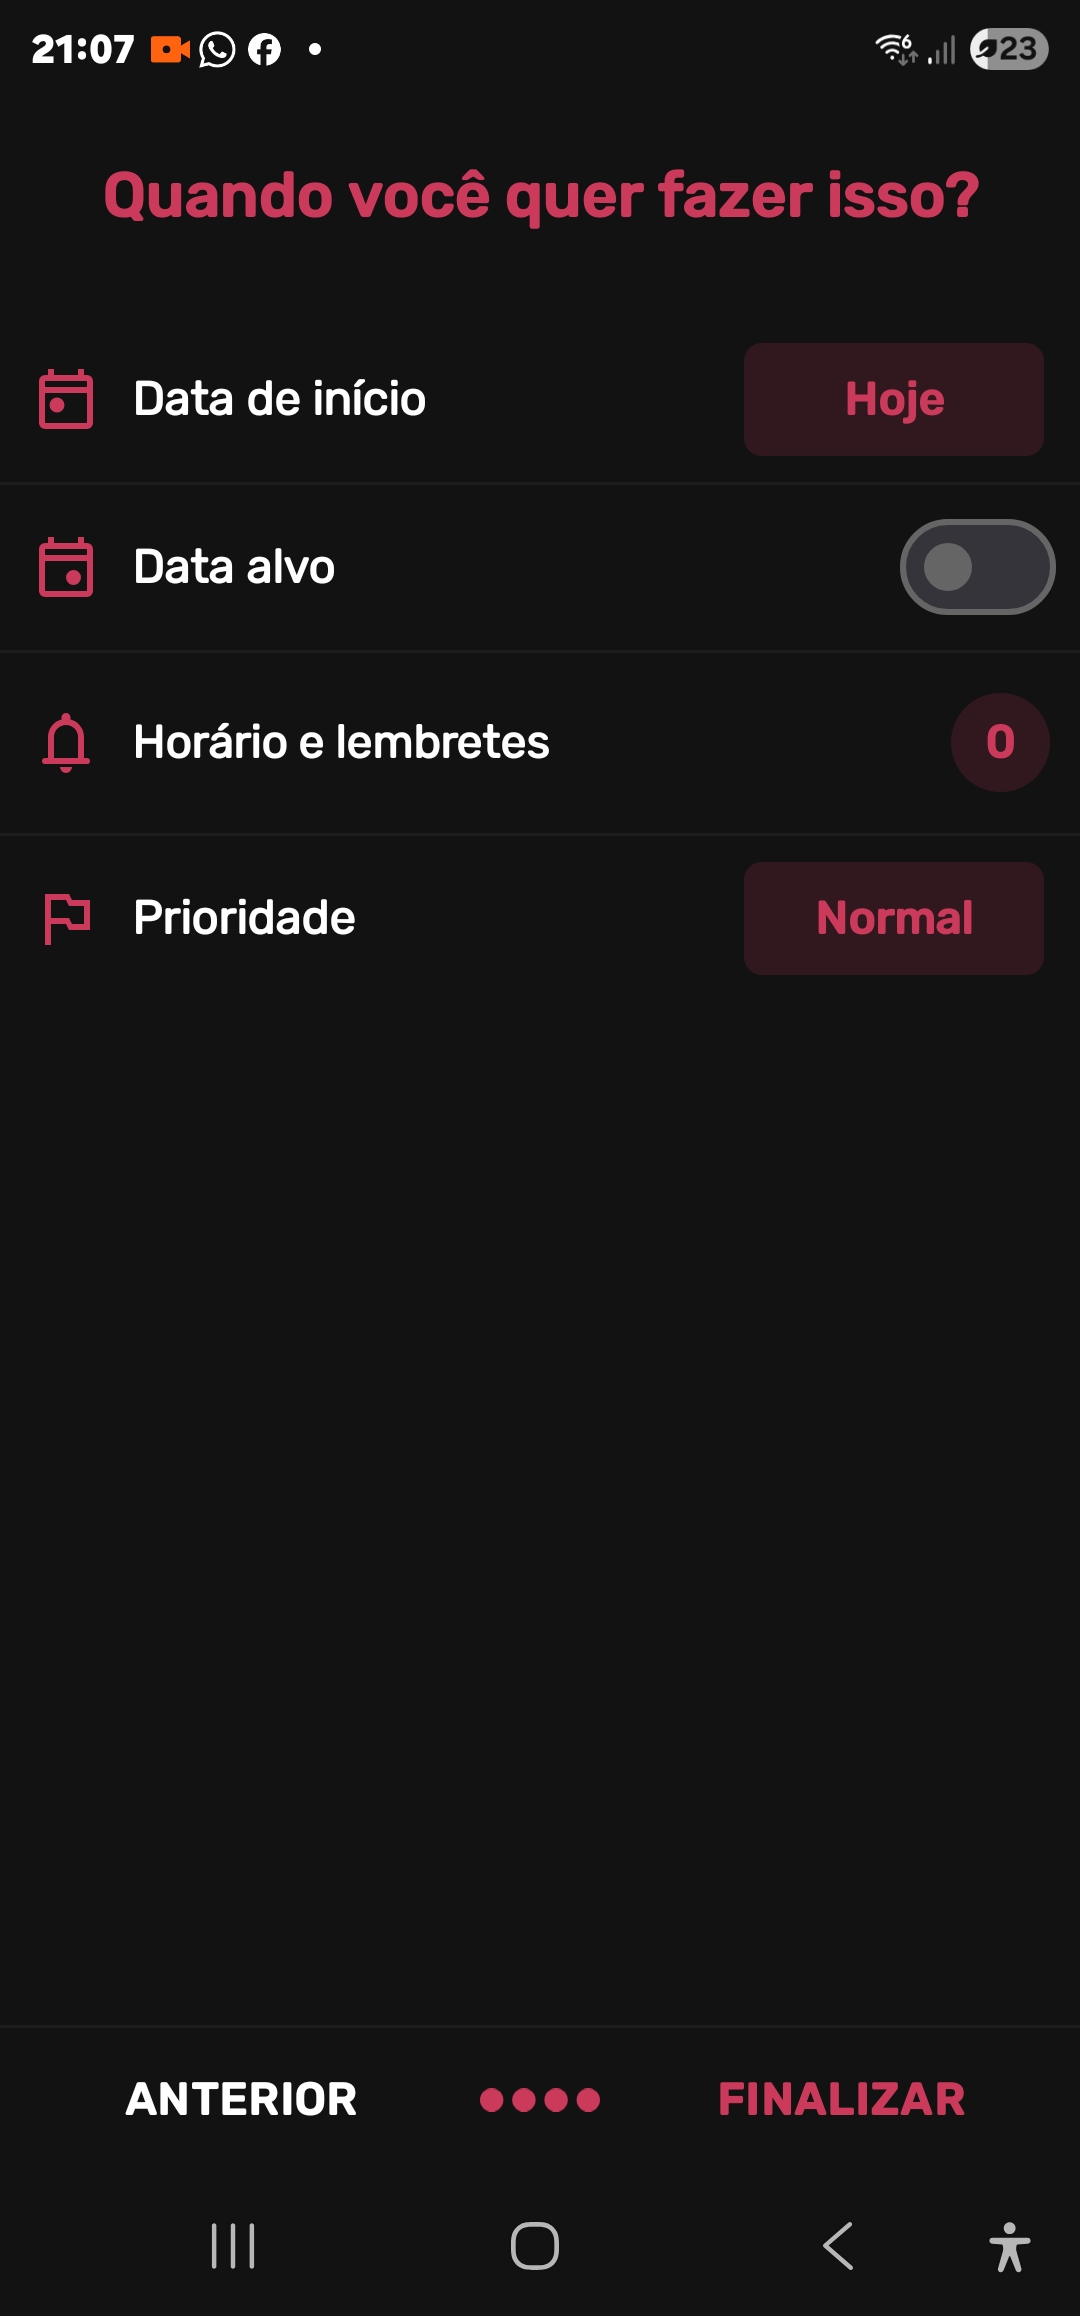 21:07
6
23
Quando você quer fazer isso?
Data de início
Hoje
Data alvo
Horário e lembretes
0
Prioridade
Normal
ANTERIOR
FINALIZAR